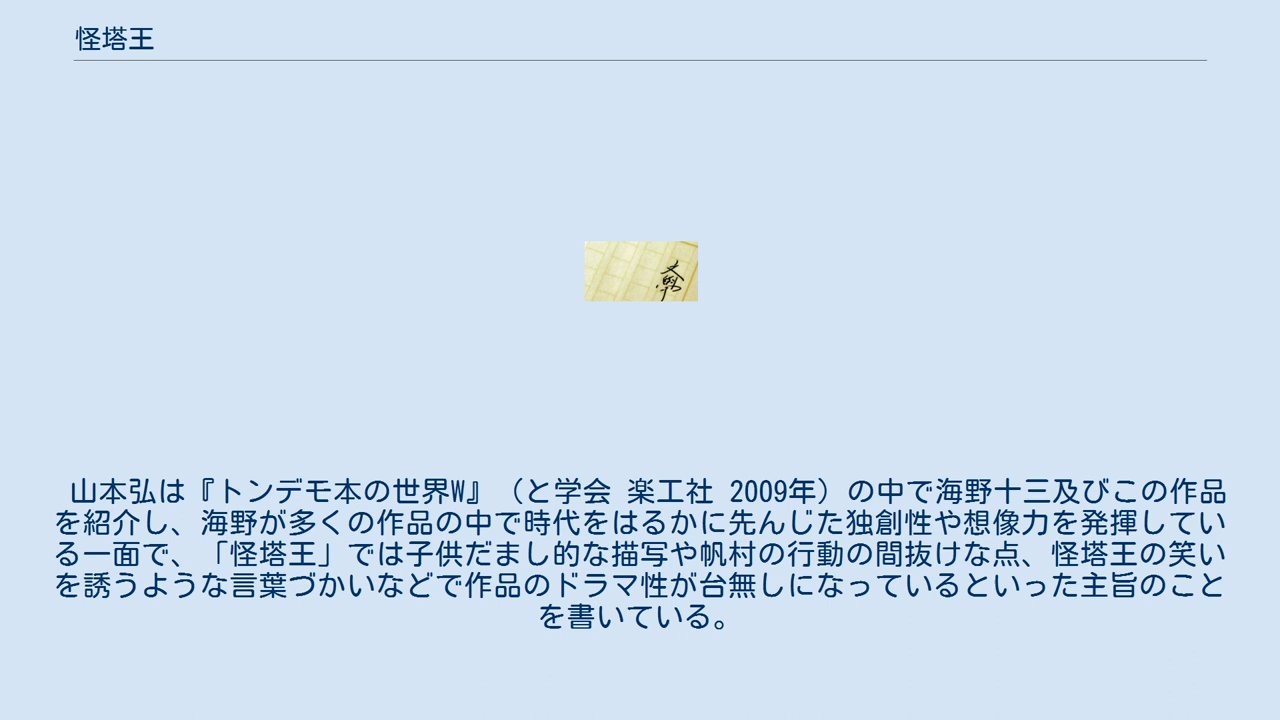 怪塔王
山本弘は『トンデモ本の世界W』（と学会 楽工社 2009年）の中で海野十三及びこの作品
を紹介し、海野が多くの作品の中で時代をはるかに先んじた独創性や想像力を発揮してい
る一面で、「怪塔王」では子供だまし的な描写や帆村の行動の間抜けな点、怪塔王の笑い
を誘うような言葉づかいなどで作品のドラマ性が台無しになっているといった主旨のこと
を書いている。